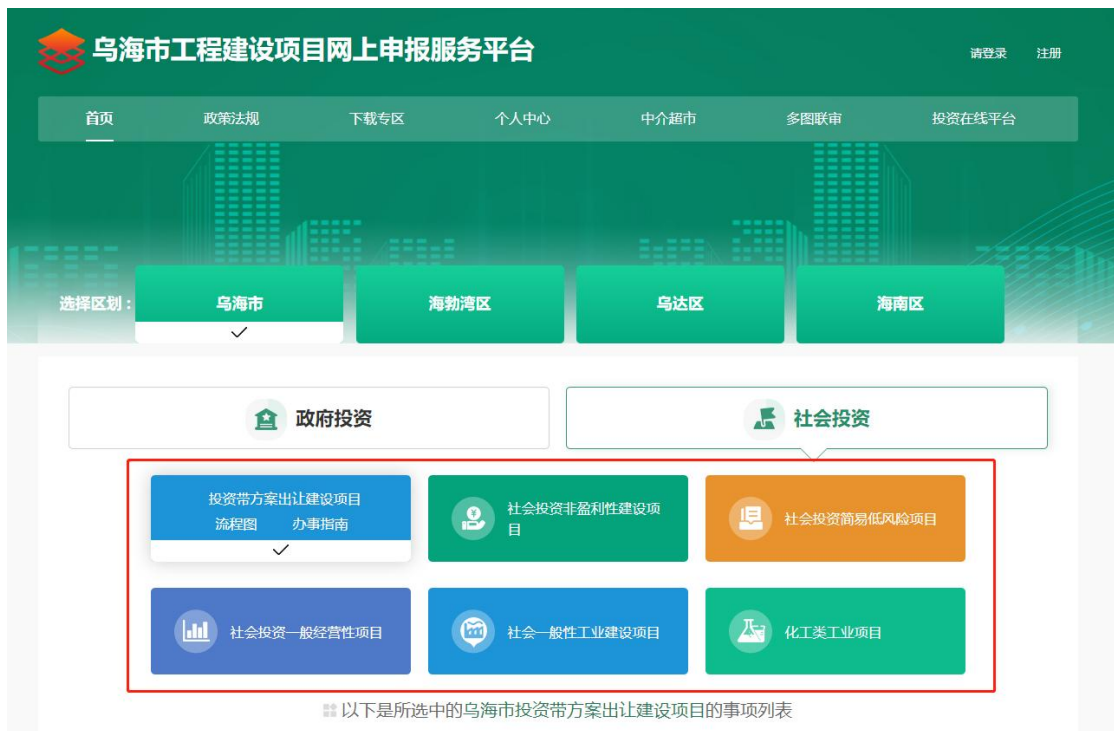 乌海市工程建设项目网上申报服务平台
请登录 注册
首页 政策法规 下载专区 个人中心 中介超市 多图联审 投资在线平台
选择区划： 乌海市 海勃湾区 乌达区 海南区
政府投资 社会投资
投资带方案出让建设项目
流程图 办事指南
社会投资非盈利性建设项
目
社会投资简易低风险项目
社会投资一般经营性项目
社会一般性工业建设项目
化工类工业项目
以下是所选中的乌海市投资带方案出让建设项目的事项列表